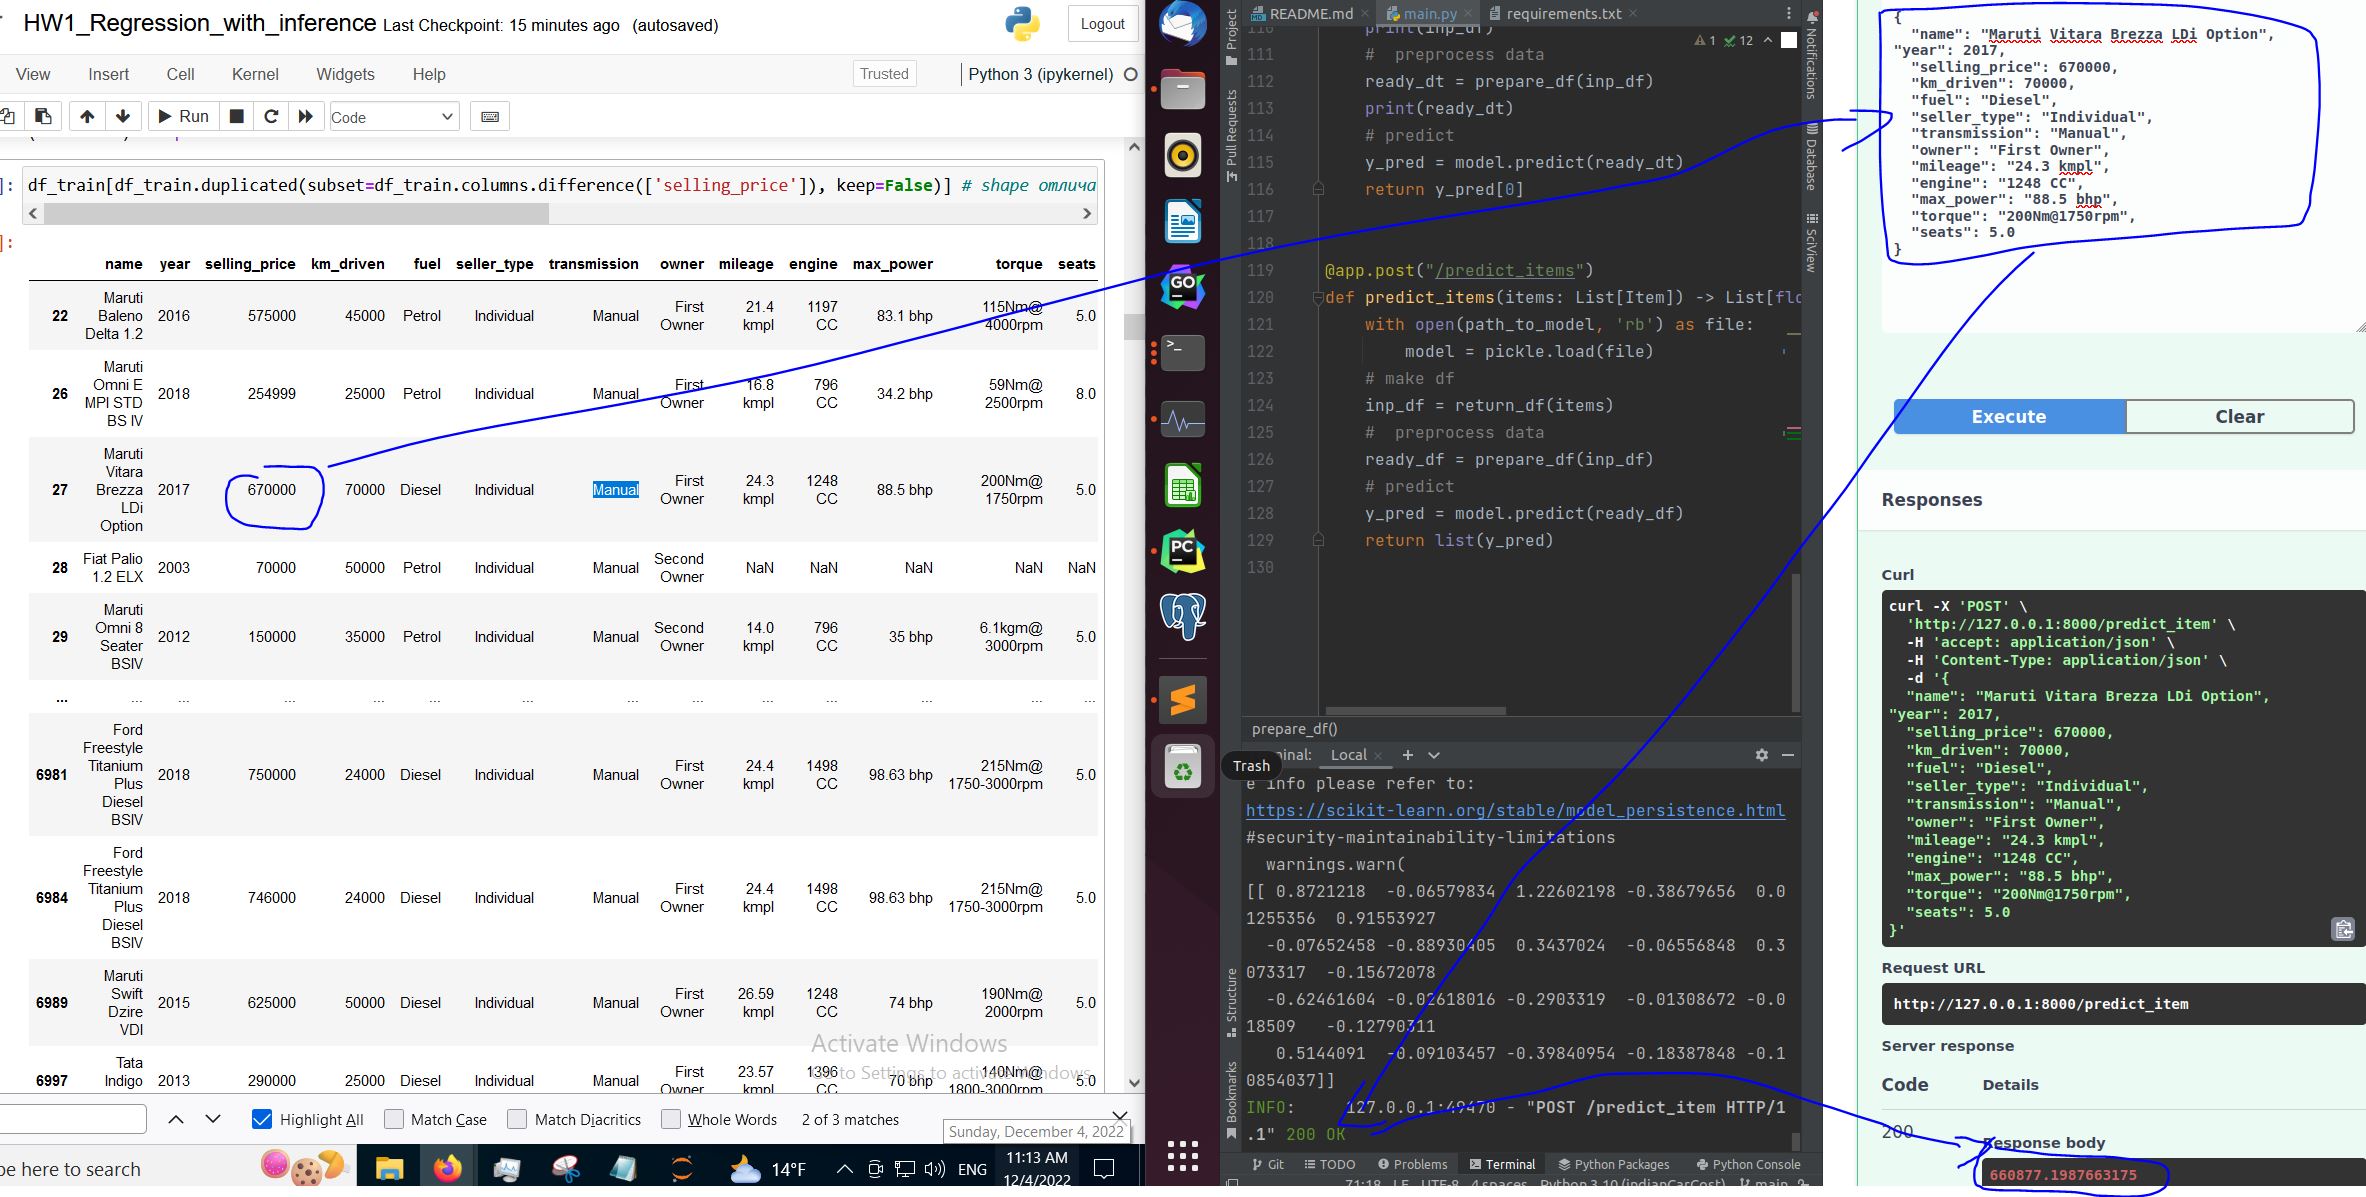 HW1_Regression_with_inference Last Checkpoint: 15 minutes ago (autosaved)
Logout
View Insert Cell Kernel Widgets Help
Trusted
Python 3 (ipykernel)
Run
Code
]: df_train[df_train.duplicated(subset=df_train.columns.difference(['selling_price']), keep=False)] # shape отлича
]:
name year selling_price km_driven fuel seller_type transmission owner mileage engine max_power torque seats
22 Maruti Baleno Delta 1.2 2016 575000 45000 Petrol Individual Manual First Owner 21.4 kmpl 1197 CC 83.1 bhp 115Nm@ 4000rpm 5.0
26 Maruti Omni E MPI STD BS IV 2018 254999 25000 Petrol Individual Manual First Owner 16.8 kmpl 796 CC 34.2 bhp 59Nm@ 2500rpm 8.0
27 Maruti Vitara Brezza LDi Option 2017 670000 70000 Diesel Individual Manual First Owner 24.3 kmpl 1248 CC 88.5 bhp 200Nm@ 1750rpm 5.0
28 Fiat Palio 1.2 ELX 2003 70000 50000 Petrol Individual Manual Second Owner NaN NaN NaN NaN NaN
29 Maruti Omni 8 Seater BSIV 2012 150000 35000 Petrol Individual Manual Second Owner 14.0 kmpl 796 CC 35 bhp 6.1kgm@ 3000rpm 5.0
... ... ... ... ... ... ... ... ... ... ... ... ... ...
6981 Ford Freestyle Titanium Plus Diesel BSIV 2018 750000 24000 Diesel Individual Manual First Owner 24.4 kmpl 1498 CC 98.63 bhp 215Nm@ 1750-3000rpm 5.0
6984 Ford Freestyle Titanium Plus Diesel BSIV 2018 746000 24000 Diesel Individual Manual First Owner 24.4 kmpl 1498 CC 98.63 bhp 215Nm@ 1750-3000rpm 5.0
6989 Maruti Swift Dzire VDI 2015 625000 50000 Diesel Individual Manual First Owner 26.59 kmpl 1248 CC 74 bhp 190Nm@ 2000rpm 5.0
6997 Tata Indigo 2013 290000 25000 Diesel Individual Manual First Owner 23.57 kmpl 1396 CC 70 bhp 140Nm@ 1800-3000rpm 5.0
Activate Windows
to Settings to activate Windows
Highlight All Match Case Match Diacritics Whole Words 2 of 3 matches
Sunday, December 4, 2022
pe here to search
14°F
ENG
11:13 AM
12/4/2022
GO
PC
Trash
Project
Pull Requests
Structure
Bookmarks
README.md main.py requirements.txt
1 12
110 print(inp_df)
111 # preprocess data
112 ready_dt = prepare_df(inp_df)
113 print(ready_dt)
114 # predict
115 y_pred = model.predict(ready_dt)
116 return y_pred[0]
117
118
119 @app.post("/predict_items")
120 def predict_items(items: List[Item]) -> List[flo
121 with open(path_to_model, 'rb') as file:
122 model = pickle.load(file)
123 # make df
124 inp_df = return_df(items)
125 # preprocess data
126 ready_df = prepare_df(inp_df)
127 # predict
128 y_pred = model.predict(ready_df)
129 return list(y_pred)
130
prepare_df()
inal: Local
e info please refer to:
https://scikit-learn.org/stable/model_persistence.html
#security-maintainability-limitations
warnings.warn(
[[ 0.8721218 -0.06579834 1.22602198 -0.38679656 0.0
1255356 0.91553927
-0.07652458 -0.88930405 0.3437024 -0.06556848 0.3
073317 -0.15672078
-0.62461604 -0.02618016 -0.2903319 -0.01308672 -0.0
18509 -0.12790311
0.5144091 -0.09103457 -0.39840954 -0.18387848 -0.1
0854037]]
INFO: 127.0.0.1:49470 - "POST /predict_item HTTP/1
.1" 200 OK
Git TODO Problems Terminal Python Packages Python Console
71:18 LF UTF-8 4 spaces Python 3.10 (indianCarCost) main
Notifications
Database
SciView
{
"name": "Maruti Vitara Brezza LDi Option",
"year": 2017,
"selling_price": 670000,
"km_driven": 70000,
"fuel": "Diesel",
"seller_type": "Individual",
"transmission": "Manual",
"owner": "First Owner",
"mileage": "24.3 kmpl",
"engine": "1248 CC",
"max_power": "88.5 bhp",
"torque": "200Nm@1750rpm",
"seats": 5.0
}
Execute
Clear
Responses
Curl
curl -X 'POST' \
'http://127.0.0.1:8000/predict_item' \
-H 'accept: application/json' \
-H 'Content-Type: application/json' \
-d '{
"name": "Maruti Vitara Brezza LDi Option",
"year": 2017,
"selling_price": 670000,
"km_driven": 70000,
"fuel": "Diesel",
"seller_type": "Individual",
"transmission": "Manual",
"owner": "First Owner",
"mileage": "24.3 kmpl",
"engine": "1248 CC",
"max_power": "88.5 bhp",
"torque": "200Nm@1750rpm",
"seats": 5.0
}'
Request URL
http://127.0.0.1:8000/predict_item
Server response
Code Details
200
Response body
660877.1987663175